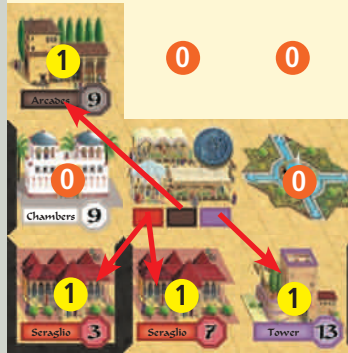 1 0 0
Arcades 9
0 0
Chambers 9
1 1 1
Seraglio 3 Seraglio 7 Tower 13